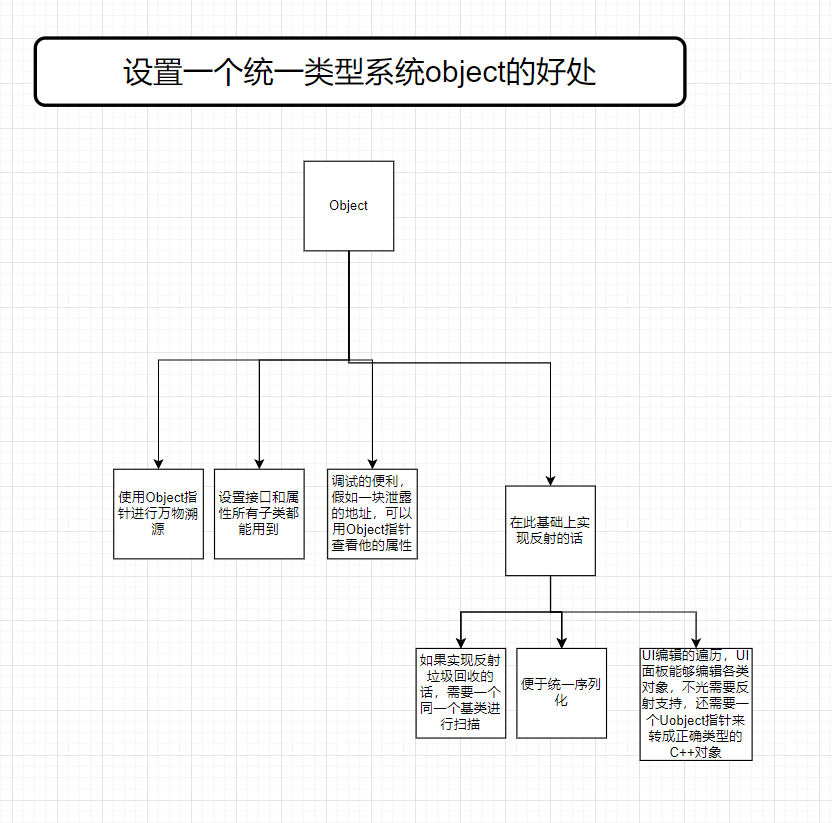 设置一个统一类型系统object的好处
Object
使用Object指
针进行万物溯
源
设置接口和属
性所有子类都
能用到
调试的便利，
假如一块泄露
的地址，可以
用Object指针
查看他的属性
在此基础上实
现反射的话
如果实现反射
垃圾回收的
话，需要一个
同一个基类进
行扫描
便于统一序列
化
UI编辑的遍历，UI
面板能够编辑各类
对象，不光需要反
射支持，还需要一
个Uobject指针来
转成正确类型的
C++对象